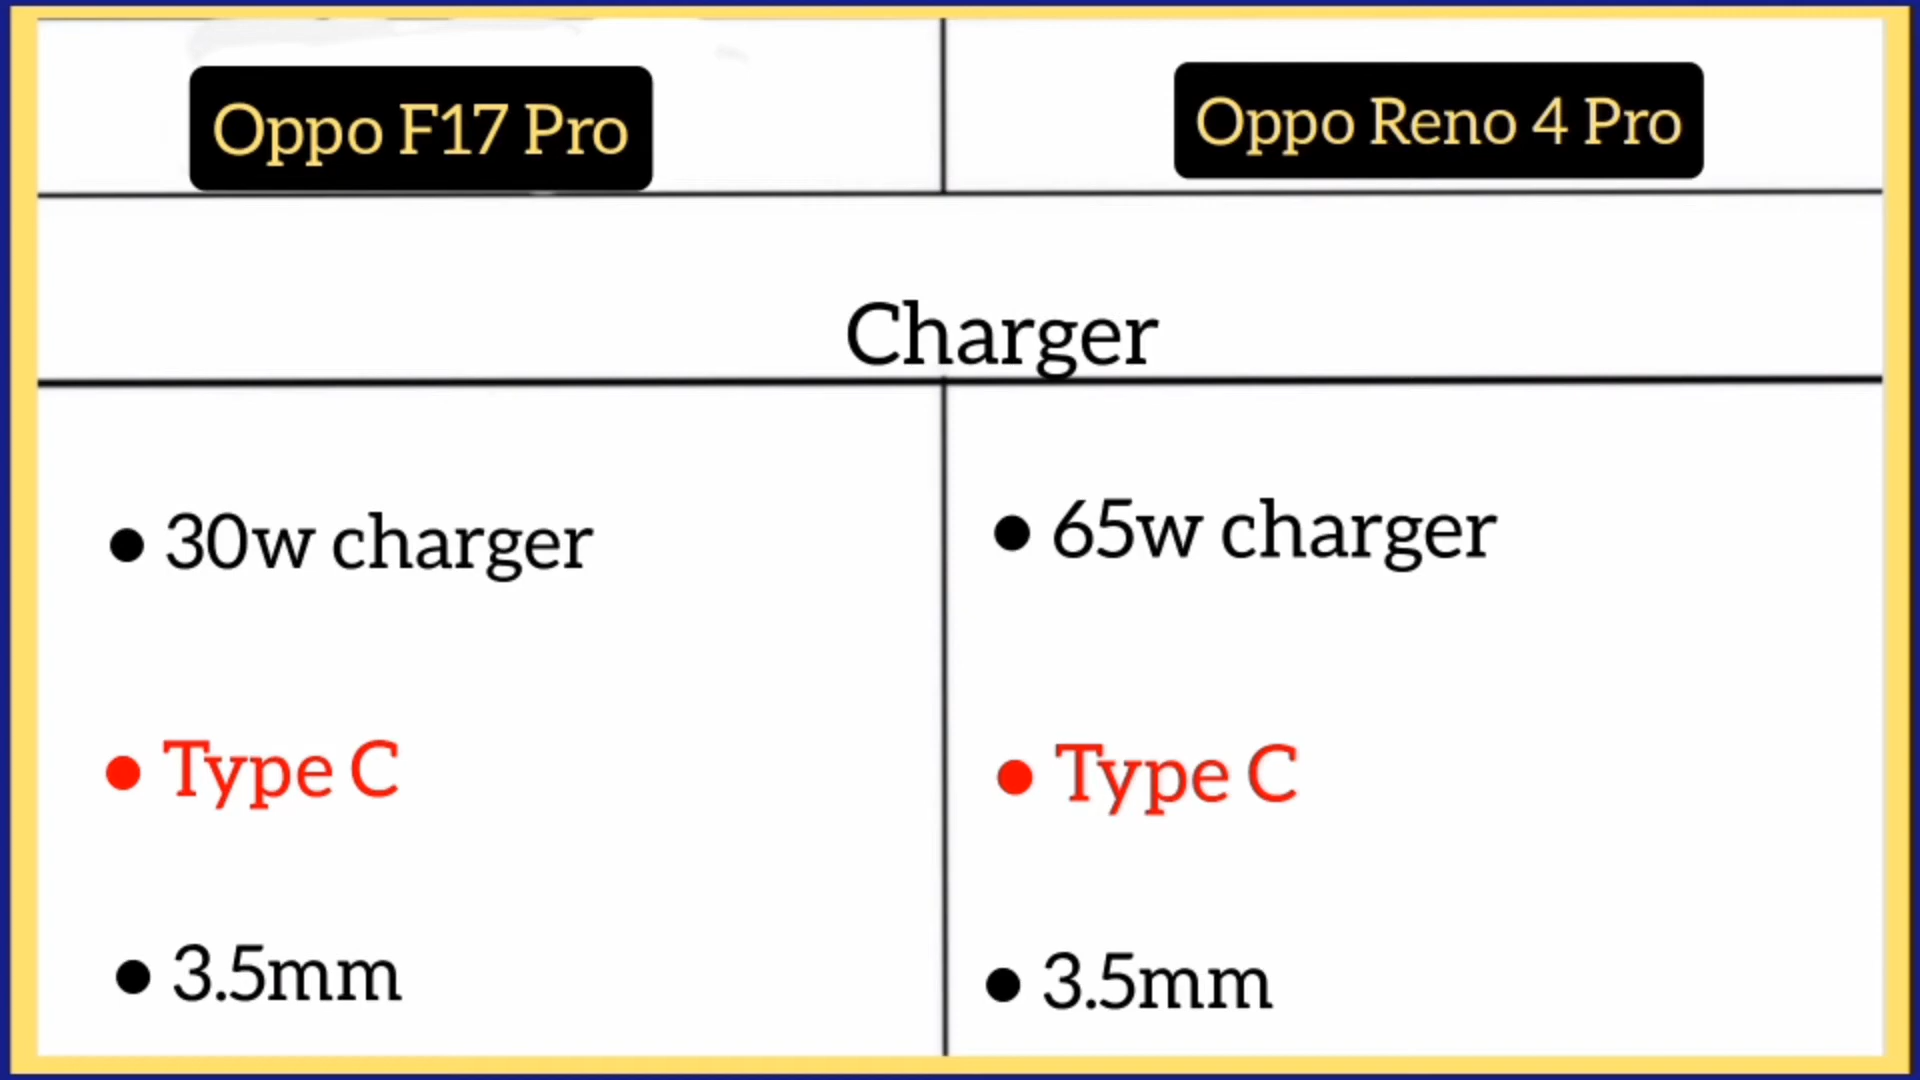 Oppo F17 Pro
Oppo Reno 4 Pro
Charger
• 30w charger
• 65w charger
• Type C
• Type C
• 3.5mm
• 3.5mm